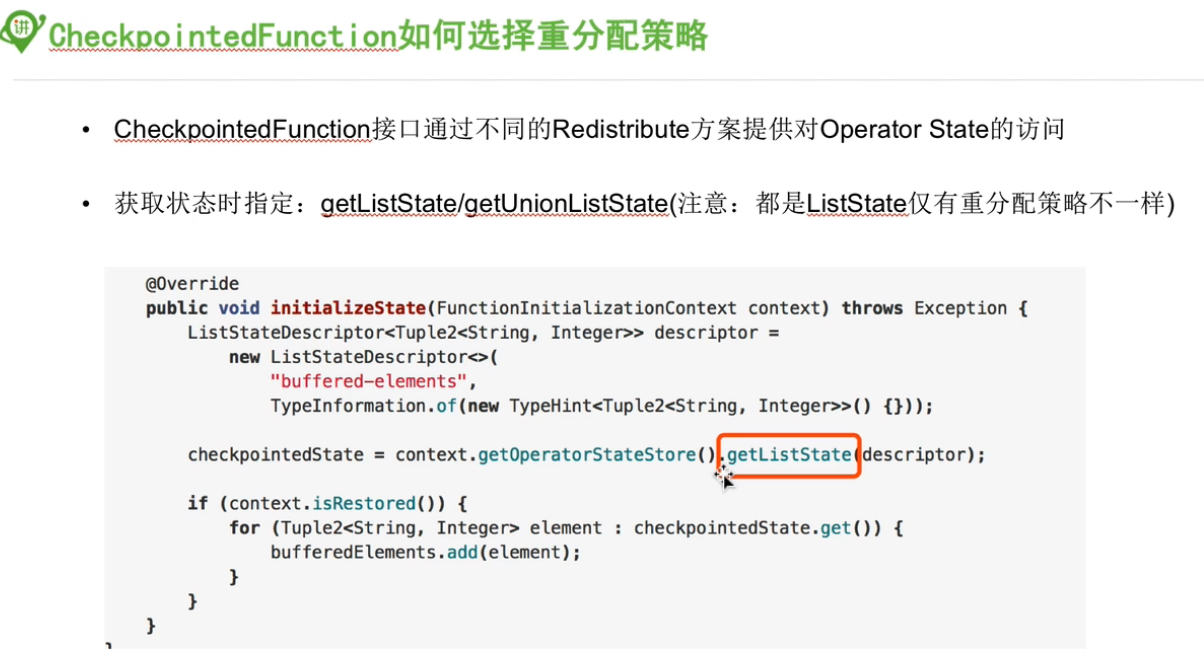 讲
CheckpointedFunction如何选择重分配策略
• CheckpointedFunction接口通过不同的Redistribute方案提供对Operator State的访问
• 获取状态时指定：getListState/getUnionListState(注意：都是ListState仅有重分配策略不一样)
@Override
public void initializeState(FunctionInitializationContext context) throws Exception {
ListStateDescriptor<Tuple2<String, Integer>> descriptor =
new ListStateDescriptor<>(
"buffered-elements",
TypeInformation.of(new TypeHint<Tuple2<String, Integer>>() {}));
checkpointedState = context.getOperatorStateStore().getListState(descriptor);
if (context.isRestored()) {
for (Tuple2<String, Integer> element : checkpointedState.get()) {
bufferedElements.add(element);
}
}
}